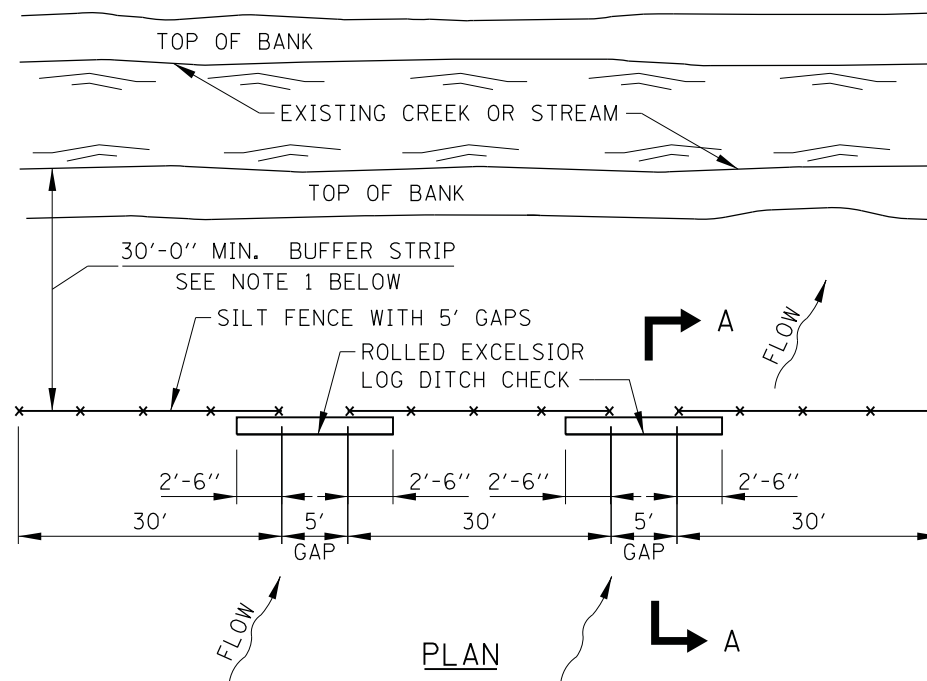 TOP OF BANK
EXISTING CREEK OR STREAM
TOP OF BANK
30'-0'' MIN. BUFFER STRIP
SEE NOTE 1 BELOW
SILT FENCE WITH 5' GAPS
A
FLOW
ROLLED EXCELSIOR
LOG DITCH CHECK
2'-6'' 2'-6'' 2'-6'' 2'-6''
30' 5' 30' 5' 30'
GAP GAP
FLOW
A
PLAN